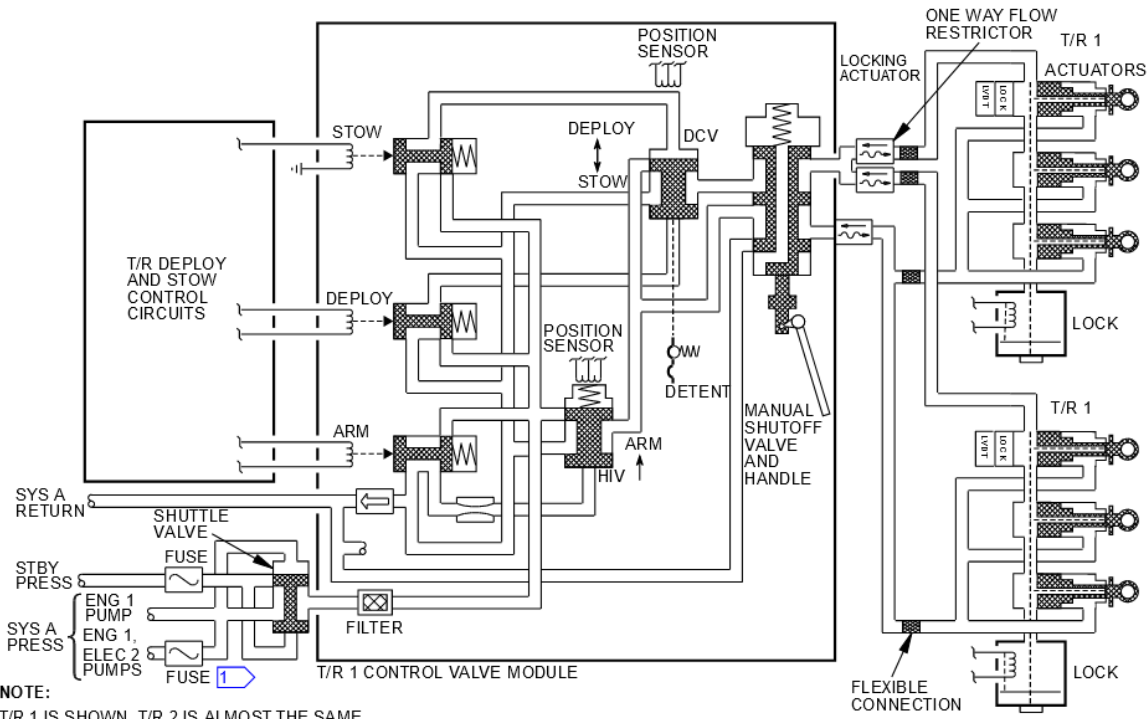 ONE WAY FLOW
RESTRICTOR
T/R 1
ACTUATORS
POSITION
SENSOR
LOCKING
ACTUATOR
STOW
DEPLOY
DCV
STOW
LVDT
LOCK
T/R DEPLOY
AND STOW
CONTROL
CIRCUITS
DEPLOY
POSITION
SENSOR
LOCK
DETENT
MANUAL
SHUTOFF
VALVE
AND
HANDLE
T/R 1
ARM
ARM
HIV
LVDT
LOCK
SYS A
RETURN
SHUTTLE
VALVE
FUSE
STBY
PRESS
ENG 1
PUMP
SYS A
PRESS
ENG 1,
ELEC 2
PUMPS
FUSE
1
FILTER
T/R 1 CONTROL VALVE MODULE
FLEXIBLE
CONNECTION
LOCK
NOTE:
T/R 1 IS SHOWN, T/R 2 IS ALMOST THE SAME